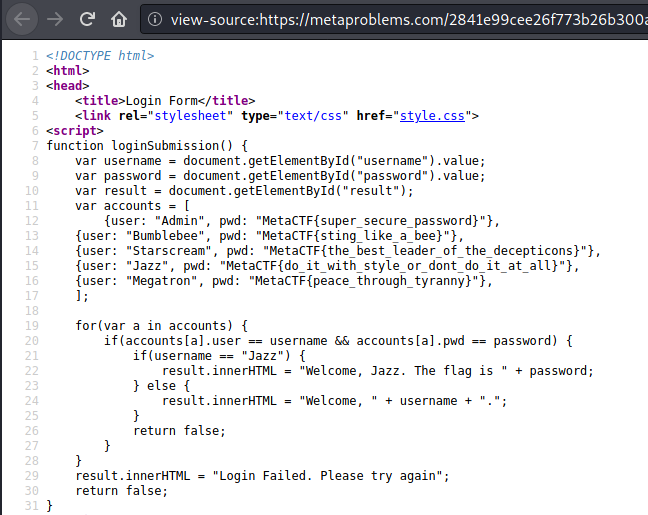 view-source:https://metaproblems.com/2841e99cee26f773b26b300a
1 <!DOCTYPE html>
2 <html>
3 <head>
4     <title>Login Form</title>
5     <link rel="stylesheet" type="text/css" href="style.css">
6 <script>
7 function loginSubmission() {
8     var username = document.getElementById("username").value;
9     var password = document.getElementById("password").value;
10     var result = document.getElementById("result");
11     var accounts = [
12         {user: "Admin", pwd: "MetaCTF{super_secure_password}"},
13     {user: "Bumblebee", pwd: "MetaCTF{sting_like_a_bee}"},
14     {user: "Starscream", pwd: "MetaCTF{the_best_leader_of_the_decepticons}"},
15     {user: "Jazz", pwd: "MetaCTF{do_it_with_style_or_dont_do_it_at_all}"},
16     {user: "Megatron", pwd: "MetaCTF{peace_through_tyranny}"},
17     ];
18
19     for(var a in accounts) {
20         if(accounts[a].user == username && accounts[a].pwd == password) {
21             if(username == "Jazz") {
22                 result.innerHTML = "Welcome, Jazz. The flag is " + password;
23             } else {
24                 result.innerHTML = "Welcome, " + username + ".";
25             }
26             return false;
27         }
28     }
29     result.innerHTML = "Login Failed. Please try again";
30     return false;
31 }